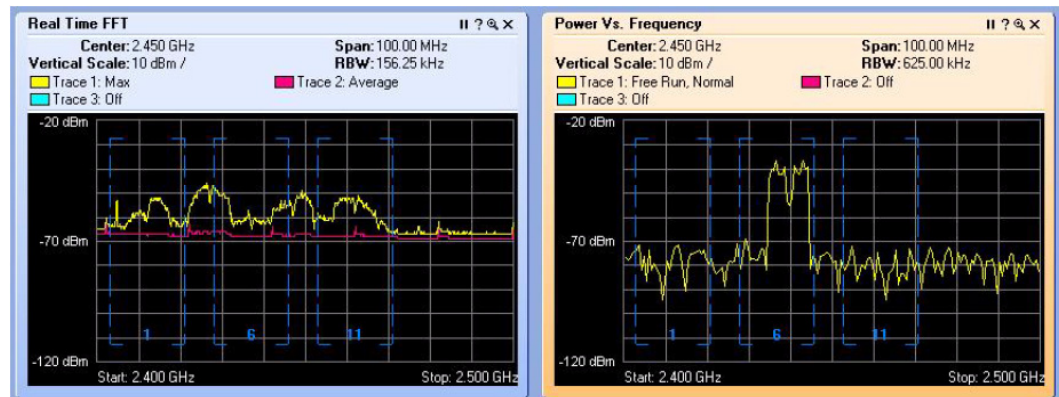 Real Time FFT
Center: 2.450 GHz Span: 100.00 MHz
Vertical Scale: 10 dBm / RBW: 156.25 kHz
Trace 1: Max Trace 2: Average
Trace 3: Off
-20 dBm
-70 dBm
1 6 11
-120 dBm
Start: 2.400 GHz Stop: 2.500 GHz
Power Vs. Frequency
Center: 2.450 GHz Span: 100.00 MHz
Vertical Scale: 10 dBm / RBW: 625.00 kHz
Trace 1: Free Run, Normal Trace 2: Off
Trace 3: Off
-20 dBm
-70 dBm
1 6 11
-120 dBm
Start: 2.400 GHz Stop: 2.500 GHz